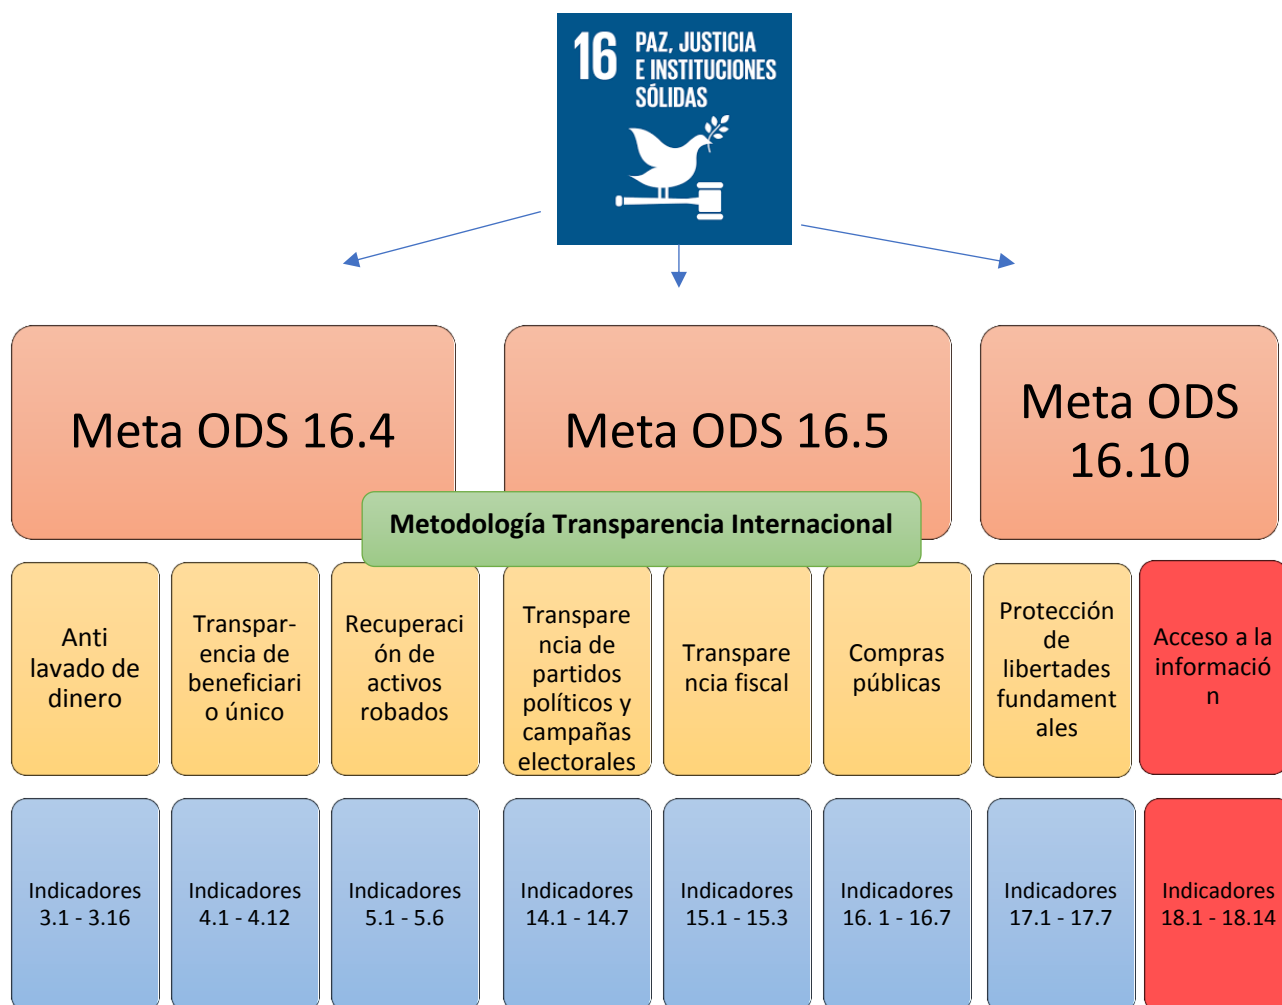 16 PAZ, JUSTICIA
E INSTITUCIONES
SÓLIDAS
Meta ODS 16.4
Meta ODS 16.5
Meta ODS
16.10
Metodología Transparencia Internacional
Anti
lavado de
dinero
Transpar-
encia de
beneficiari
o único
Recuperaci
ón de
activos
robados
Transpare
ncia de
partidos
políticos y
campañas
electorales
Transpare
ncia fiscal
Compras
públicas
Protección
de
libertades
fundament
ales
Acceso a la
informació
n
Indicadores
3.1 - 3.16
Indicadores
4.1 - 4.12
Indicadores
5.1 - 5.6
Indicadores
14.1 - 14.7
Indicadores
15.1 - 15.3
Indicadores
16. 1 - 16.7
Indicadores
17.1 - 17.7
Indicadores
18.1 - 18.14